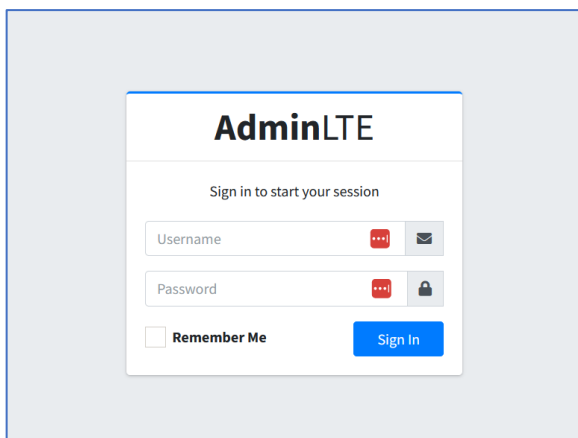 AdminLTE
Sign in to start your session
Username
Password
Remember Me
Sign In